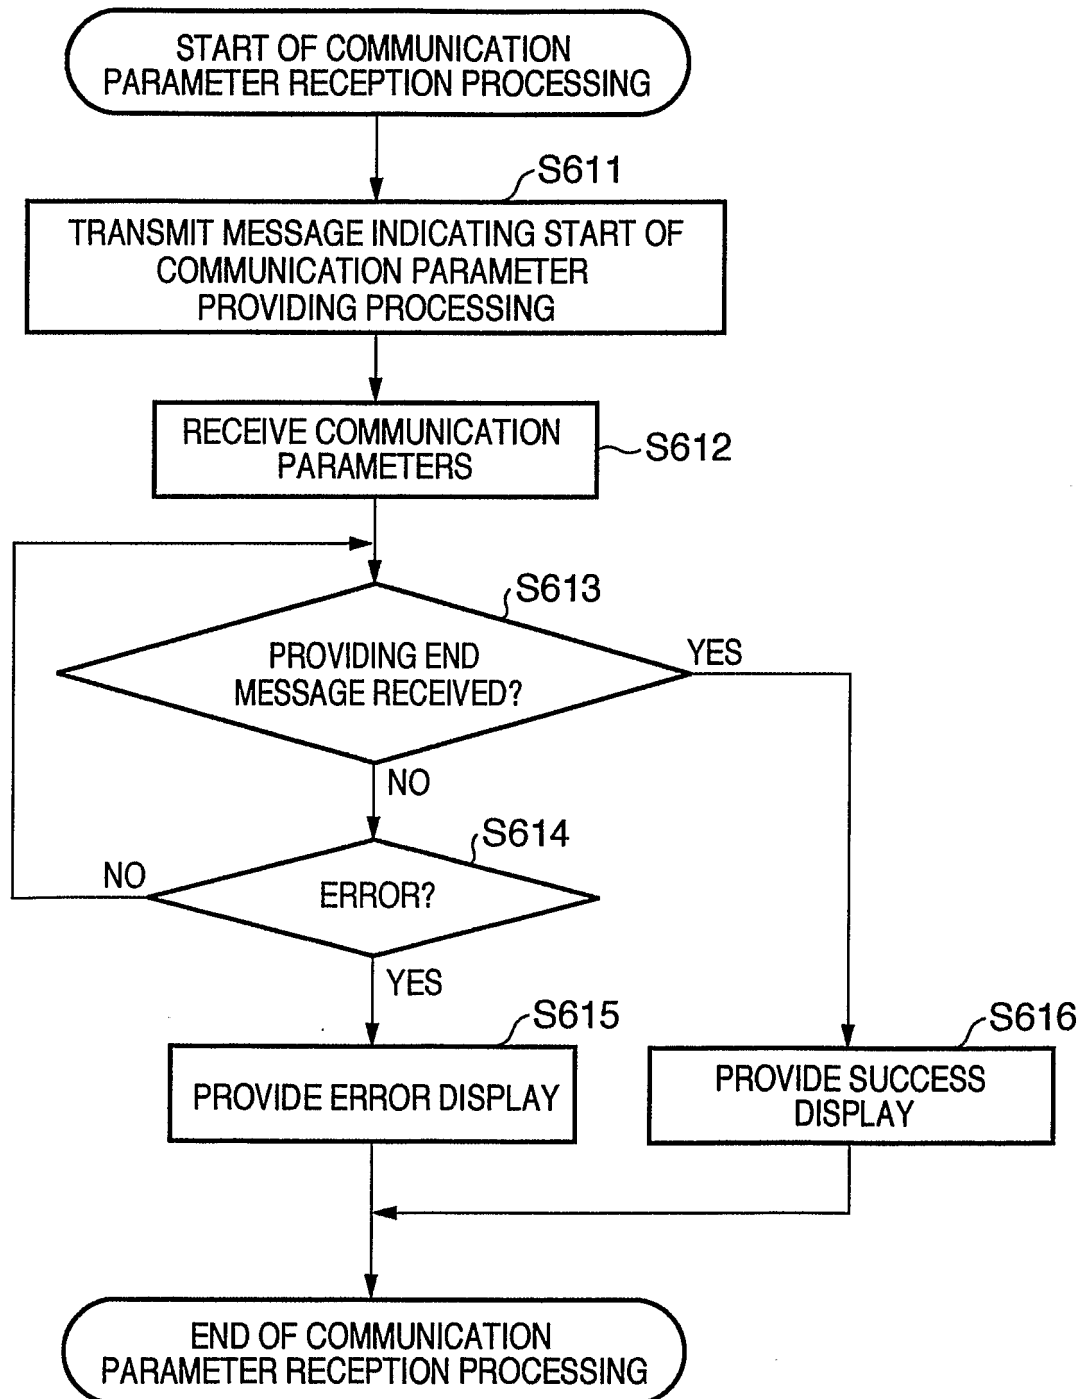 START OF COMMUNICATION
PARAMETER RECEPTION PROCESSING
S611
TRANSMIT MESSAGE INDICATING START OF
COMMUNICATION PARAMETER
PROVIDING PROCESSING
RECEIVE COMMUNICATION
PARAMETERS
S612
S613
PROVIDING END
MESSAGE RECEIVED?
YES
NO
S614
NO
ERROR?
YES
S615
S616
PROVIDE ERROR DISPLAY
PROVIDE SUCCESS
DISPLAY
END OF COMMUNICATION
PARAMETER RECEPTION PROCESSING